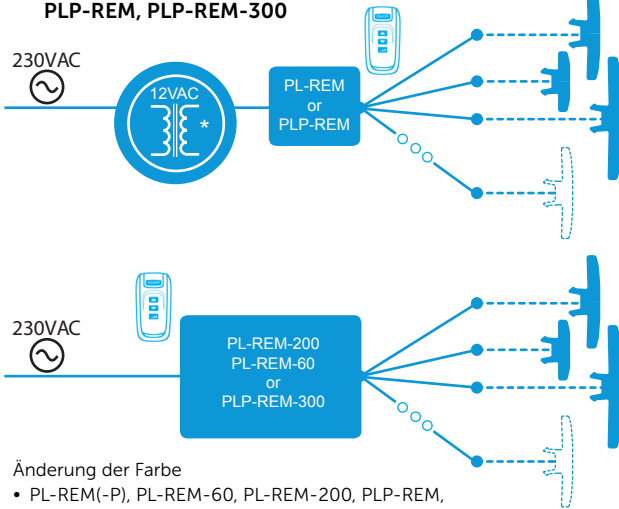 PLP-REM, PLP-REM-300
230VAC
12VAC
*
PL-REM
or
PLP-REM
230VAC
PL-REM-200
PL-REM-60
or
PLP-REM-300
Änderung der Farbe
• PL-REM(-P), PL-REM-60, PL-REM-200, PLP-REM,